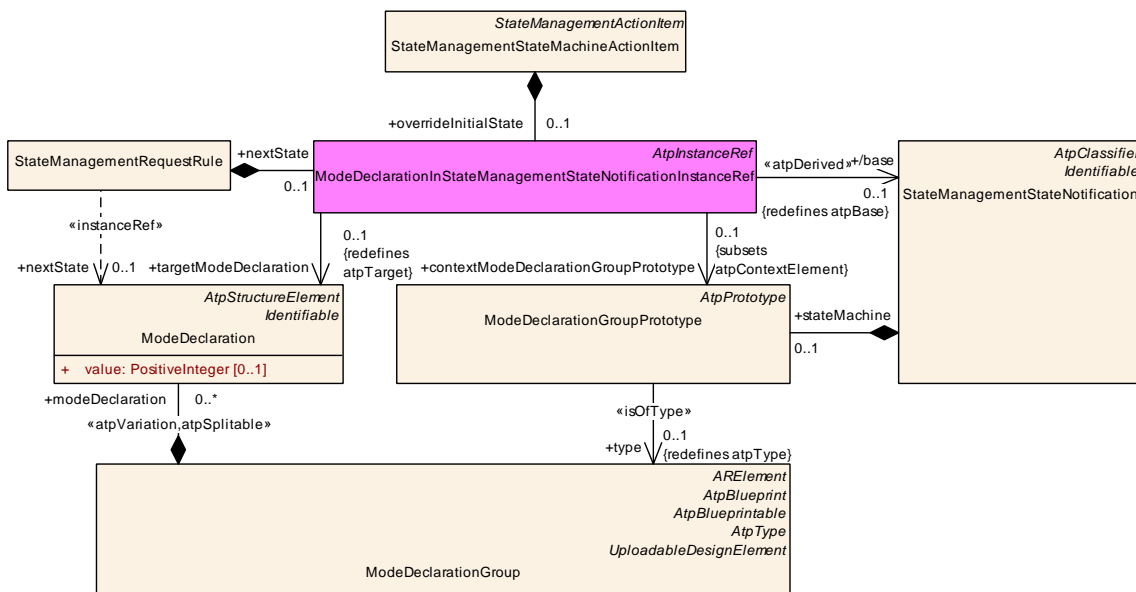 StateManagementActionItem
StateManagementStateMachineActionItem
+overrideInitialState 0..1
StateManagementRequestRule
+nextState
0..1
AtpInstanceRef
ModeDeclarationInStateManagementStateNotificationInstanceRef
«atpDerived» +/base
0..1
{redefines atpBase}
AtpClassifier
Identifiable
StateManagementStateNotification
«instanceRef»
+nextState 0..1
+targetModeDeclaration
0..1
{redefines
atpTarget}
+contextModeDeclarationGroupPrototype
0..1
{subsets
atpContextElement}
AtpStructureElement
Identifiable
ModeDeclaration
+ value: PositiveInteger [0..1]
AtpPrototype
ModeDeclarationGroupPrototype
+stateMachine
0..1
+modeDeclaration 0..*
«atpVariation,atpSplitable»
«isOfType»
+type
0..1
{redefines atpType}
ARElement
AtpBlueprint
AtpBlueprintable
AtpType
UploadableDesignElement
ModeDeclarationGroup